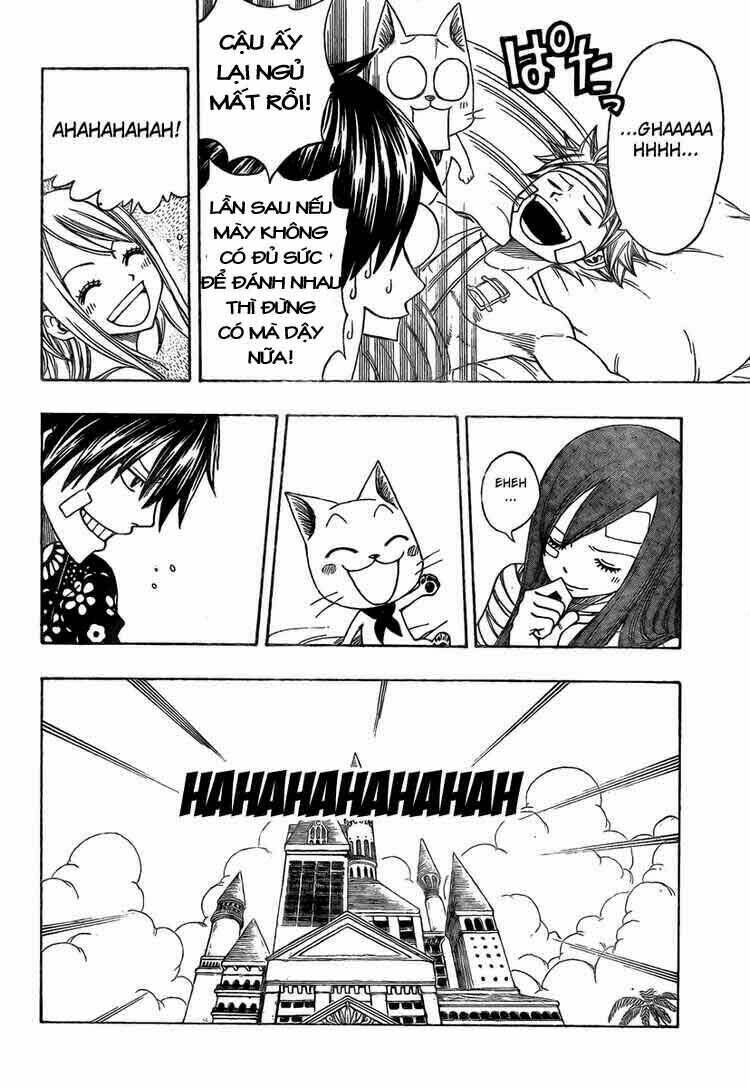 ぱたっ
...GHAAAAA
HHHH...
CẬU ẤY
LẠI NGỦ
MẤT RỒI!
LẦN SAU NẾU
MÀY KHÔNG
CÓ ĐỦ SỨC
ĐỂ ĐÁNH NHAU
THÌ ĐỪNG
CÓ MÀ DẬY
NỮA!
AHAHAHAHAH!
EHEH
...
HAHAHAHAHAHAH